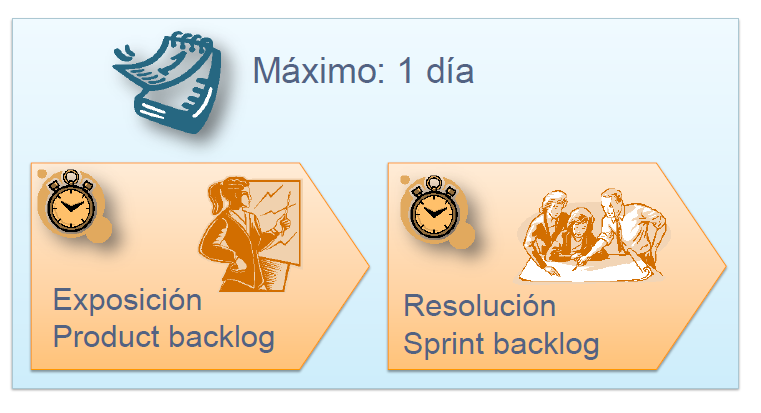 Máximo: 1 día
Exposición
Product backlog
Resolución
Sprint backlog